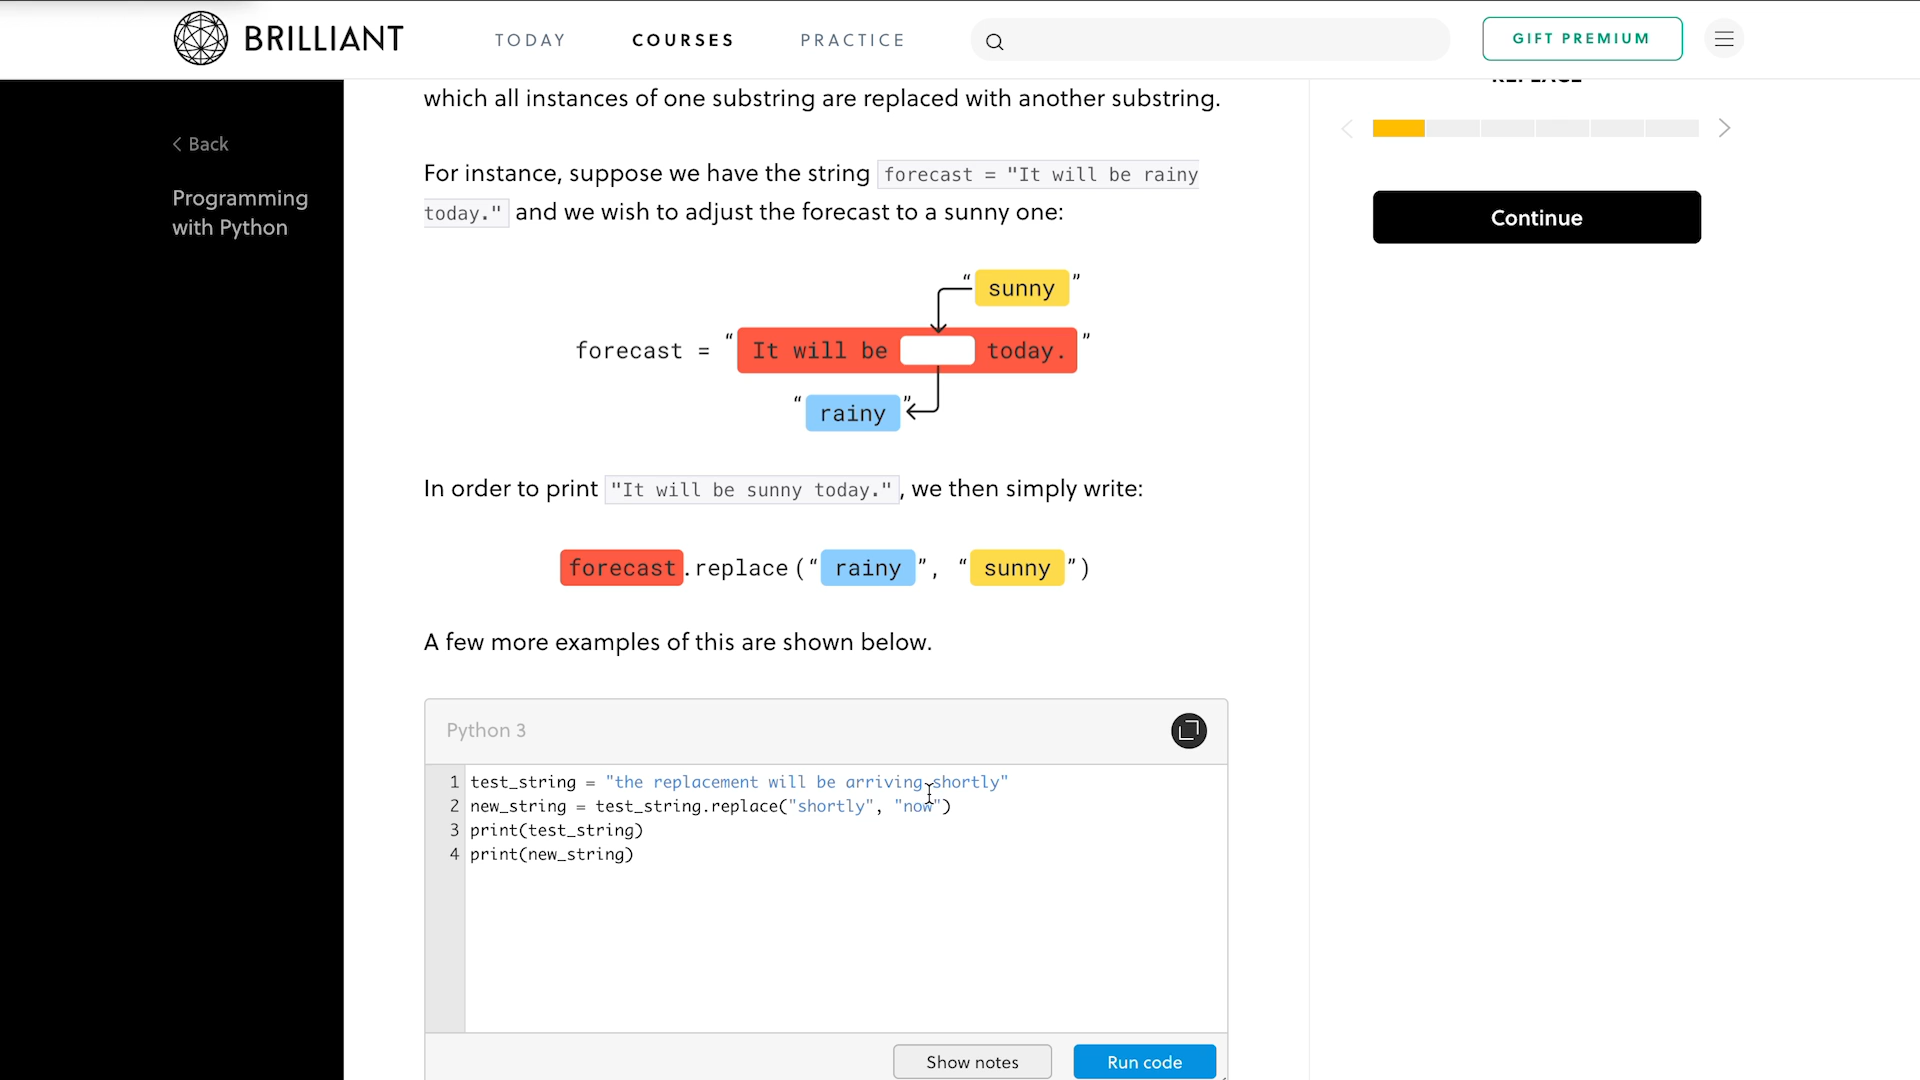 BRILLIANT
TODAY
COURSES
PRACTICE
GIFT PREMIUM
< Back
Programming
with Python
which all instances of one substring are replaced with another substring.
For instance, suppose we have the string forecast = "It will be rainy
today." and we wish to adjust the forecast to a sunny one:
“ sunny ”
forecast = “ It will be today. ”
“ rainy ”
In order to print "It will be sunny today.", we then simply write:
forecast.replace(“ rainy ”, “ sunny ”)
A few more examples of this are shown below.
Python 3
1 test_string = "the replacement will be arriving shortly"
2 new_string = test_string.replace("shortly", "now")
3 print(test_string)
4 print(new_string)
Show notes
Run code
REPLACE
Continue